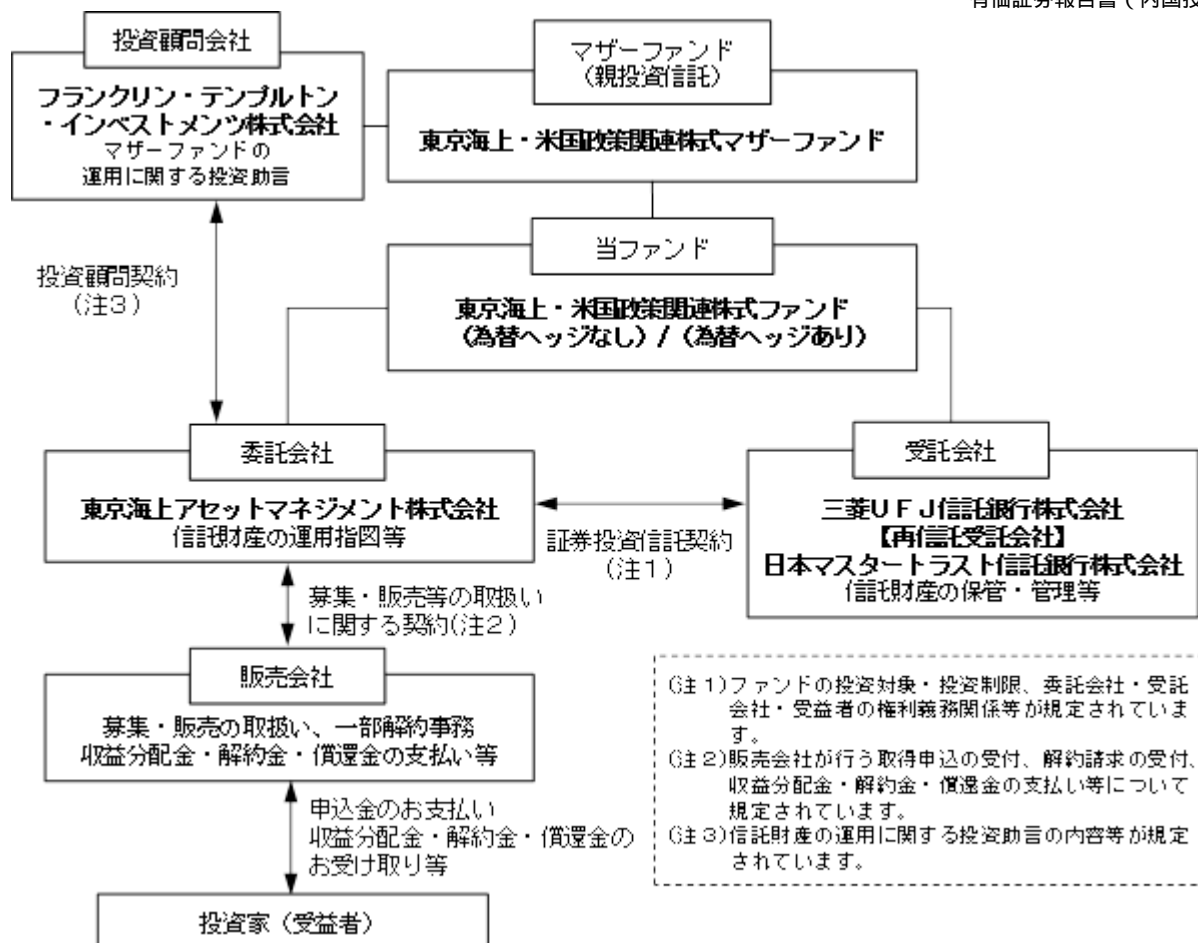 有価証券報告書（内国投
投資顧問会社
フランクリン・テンプルトン
・インベストメンツ株式会社
マザーファンドの
運用に関する投資助言
マザーファンド
（親投資信託）
東京海上・米国政策関連株式マザーファンド
当ファンド
東京海上・米国政策関連株式ファンド
（為替ヘッジなし）/（為替ヘッジあり）
投資顧問契約
（注３）
委託会社
東京海上アセットマネジメント株式会社
信託財産の運用指図等
証券投資信託契約
（注１）
受託会社
三菱ＵＦＪ信託銀行株式会社
【再信託受託会社】
日本マスタートラスト信託銀行株式会社
信託財産の保管・管理等
募集・販売等の取扱い
に関する契約（注２）
販売会社
募集・販売の取扱い、一部解約事務
収益分配金・解約金・償還金の支払い等
申込金のお支払い
収益分配金・解約金・償還金の
お受け取り等
投資家（受益者）
（注１）ファンドの投資対象・投資制限、委託会社・受託
会社・受益者の権利義務関係等が規定されていま
す。
（注２）販売会社が行う取得申込の受付、解約請求の受付、
収益分配金・解約金・償還金の支払い等について
規定されています。
（注３）信託財産の運用に関する投資助言の内容等が規定
されています。